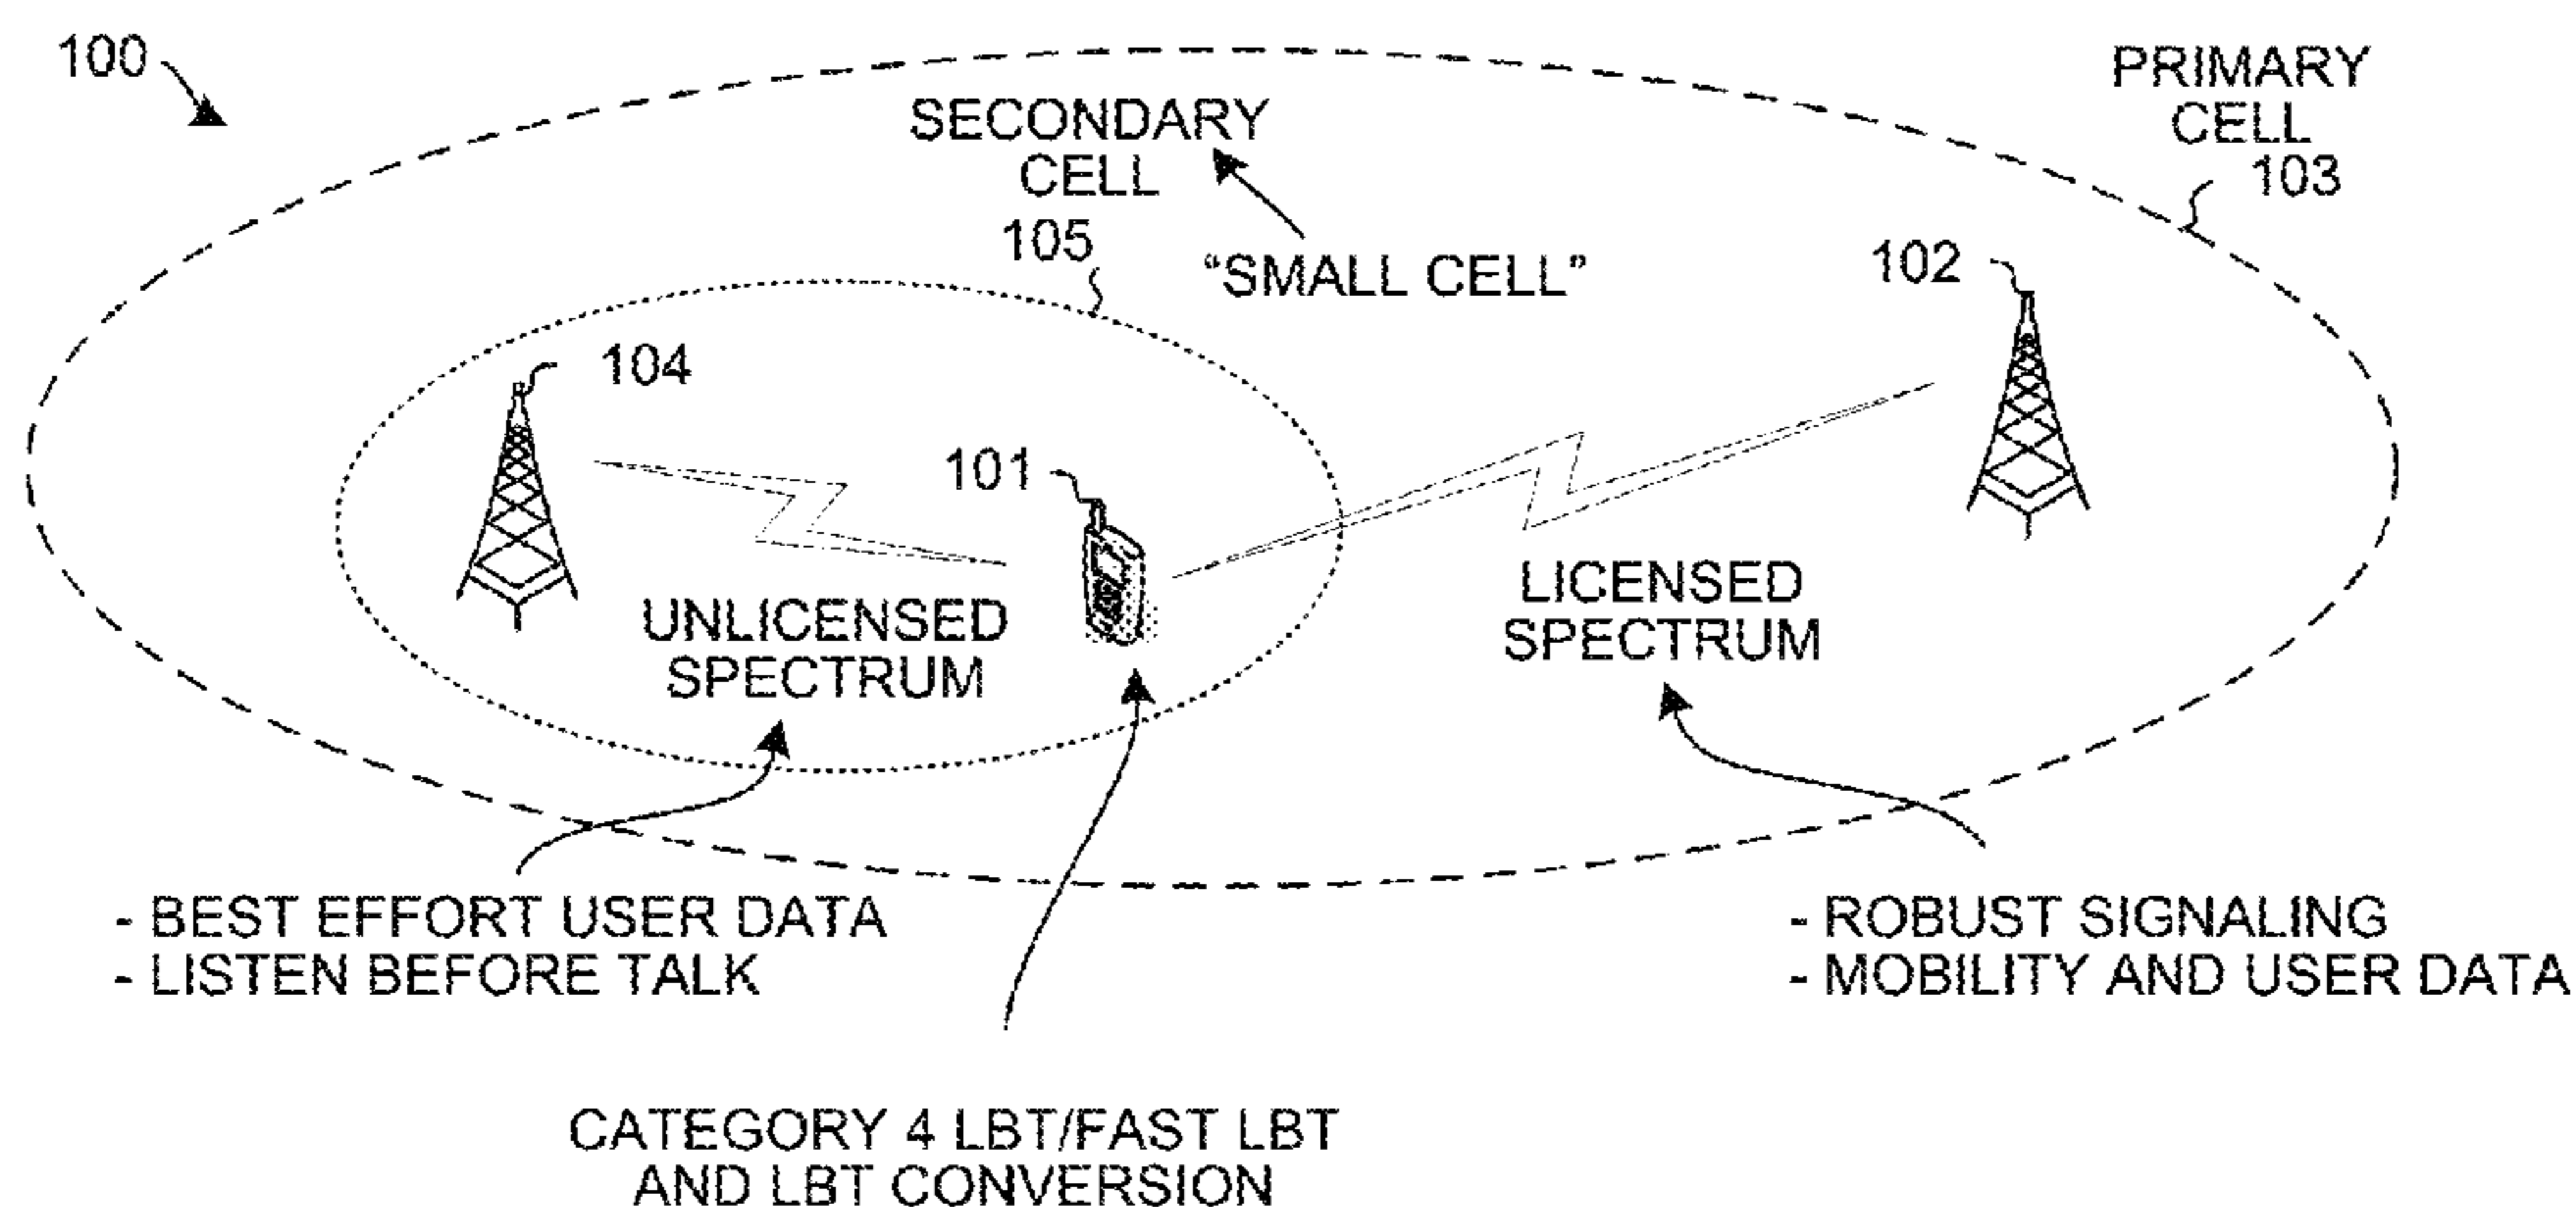 100
PRIMARY
CELL
103
SECONDARY
CELL
105
"SMALL CELL"
102
104
101
UNLICENSED
SPECTRUM
LICENSED
SPECTRUM
- BEST EFFORT USER DATA
- LISTEN BEFORE TALK
- ROBUST SIGNALING
- MOBILITY AND USER DATA
CATEGORY 4 LBT/FAST LBT
AND LBT CONVERSION